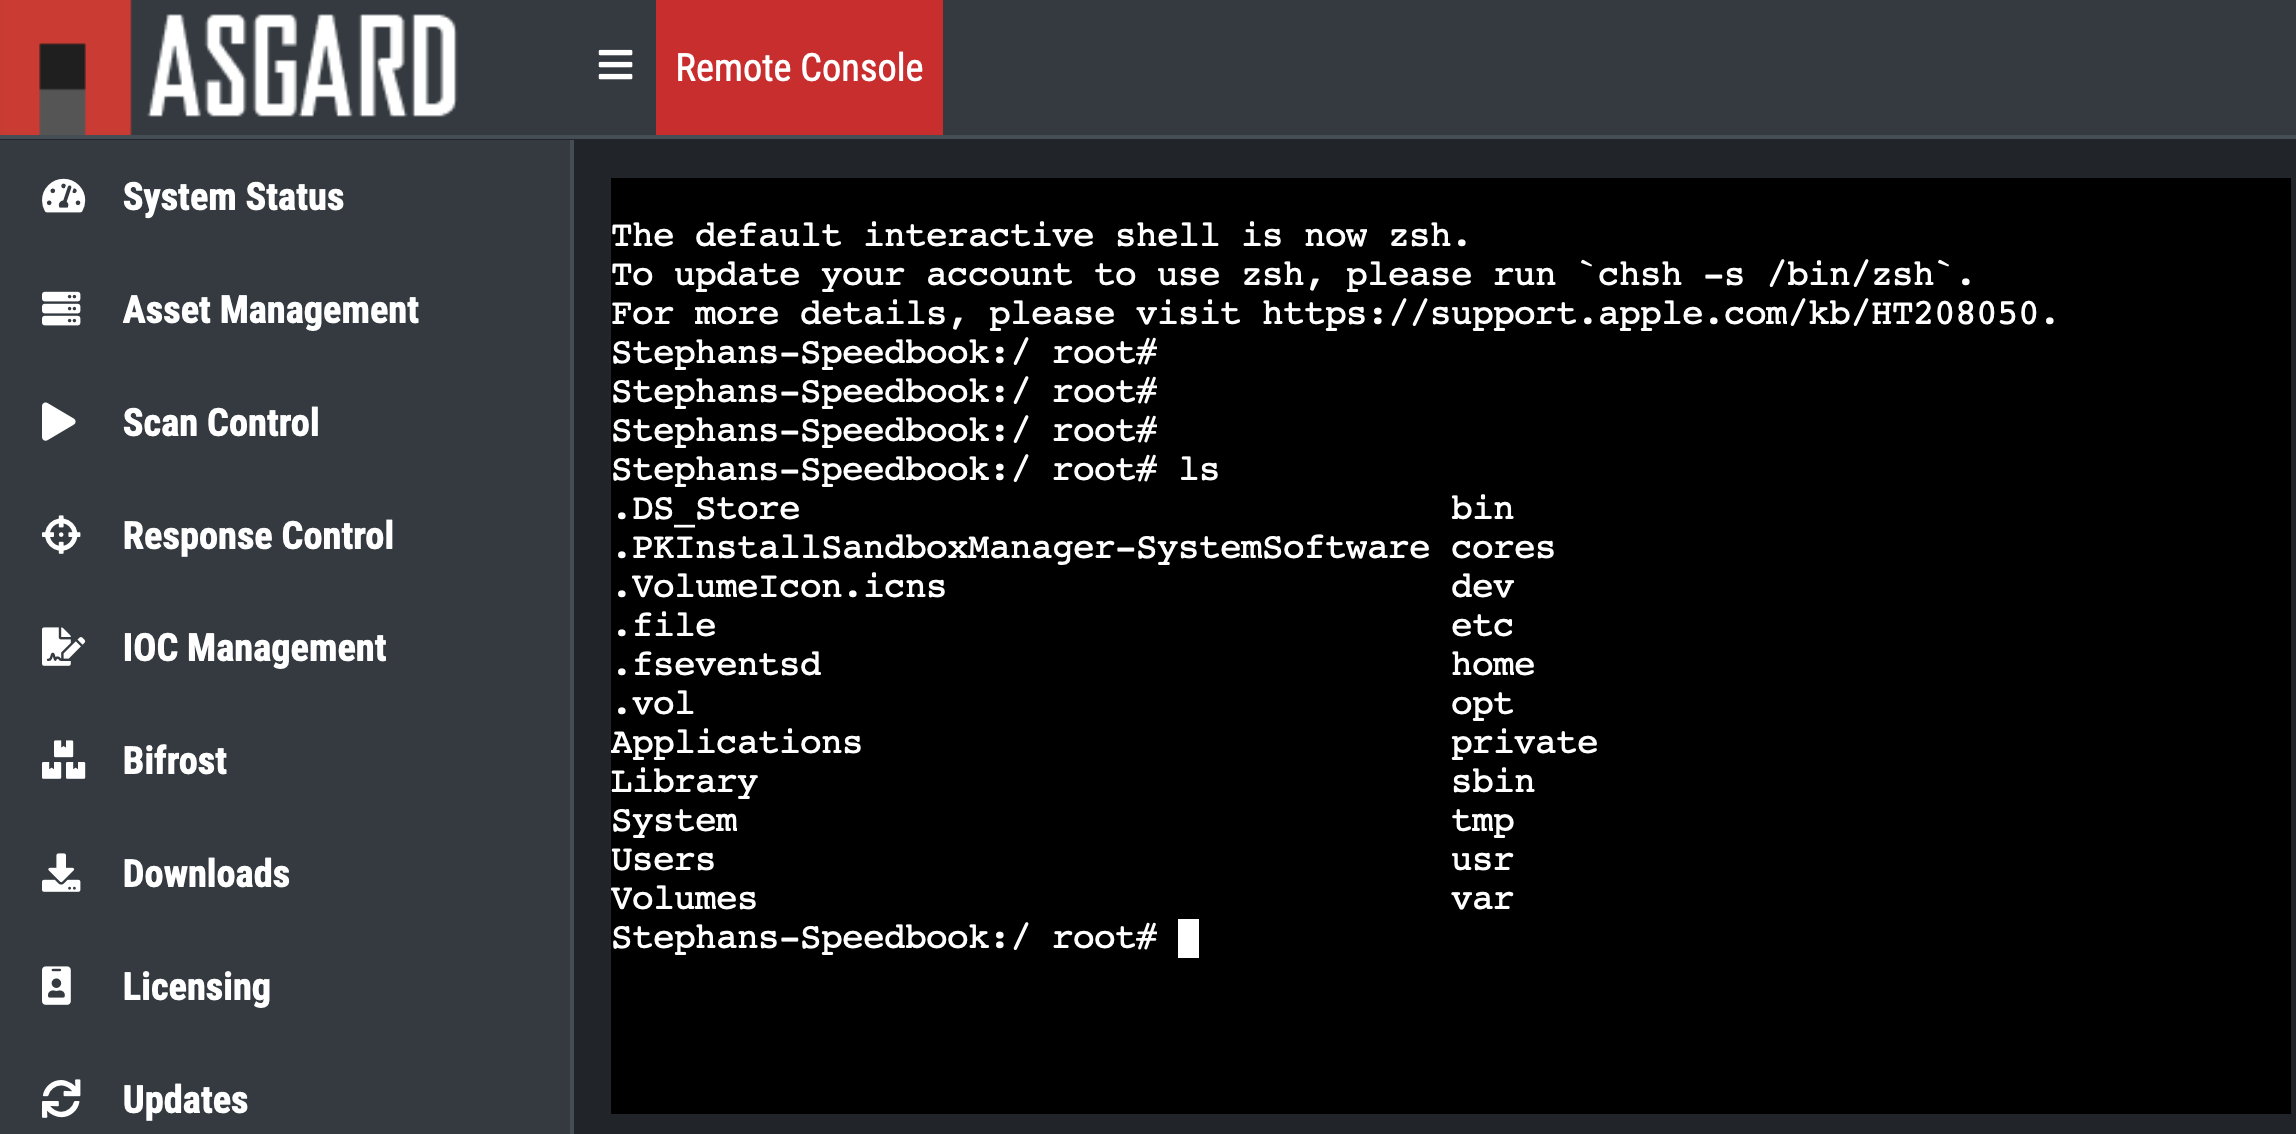 ASGARD
Remote Console
System Status
Asset Management
Scan Control
Response Control
IOC Management
Bifrost
Downloads
Licensing
Updates
The default interactive shell is now zsh.
To update your account to use zsh, please run `chsh -s /bin/zsh`.
For more details, please visit https://support.apple.com/kb/HT208050.
Stephans-Speedbook:/ root#
Stephans-Speedbook:/ root#
Stephans-Speedbook:/ root#
Stephans-Speedbook:/ root# ls
.DS_Store bin
.PKInstallSandboxManager-SystemSoftware cores
.VolumeIcon.icns dev
.file etc
.fseventsd home
.vol opt
Applications private
Library sbin
System tmp
Users usr
Volumes var
Stephans-Speedbook:/ root#